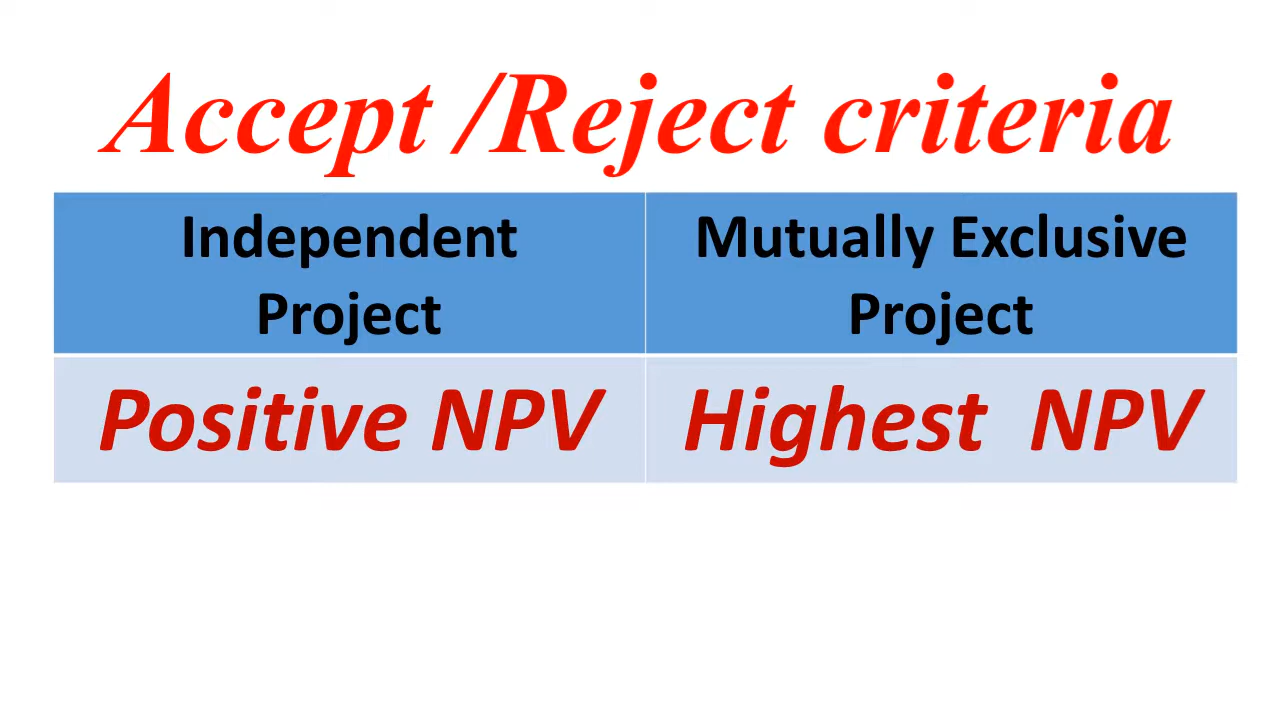 Accept /Reject criteria
Independent
Project
Mutually Exclusive
Project
Positive NPV
Highest NPV